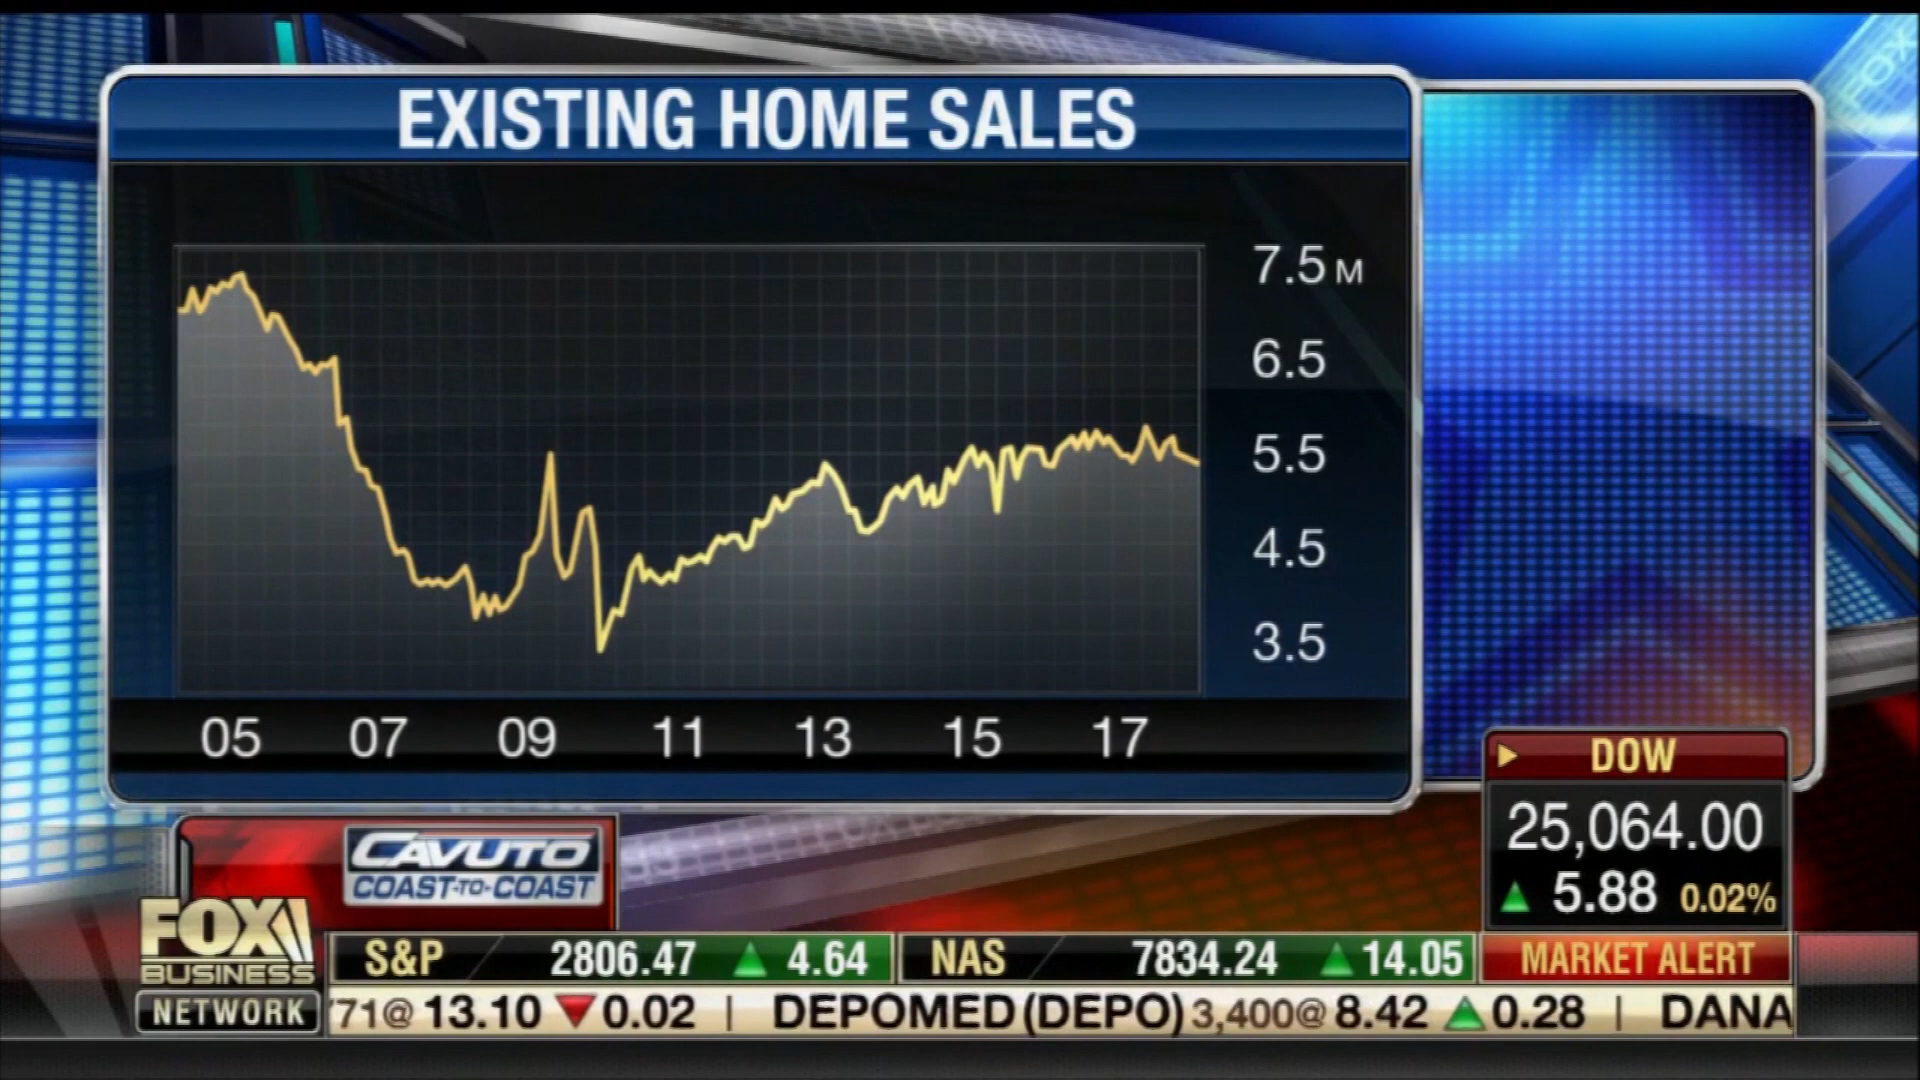 EXISTING HOME SALES
7.5 M
6.5
5.5
4.5
3.5
05 07 09 11 13 15 17
DOW
25,064.00
5.88 0.02%
CAVUTO
COAST-TO-COAST
FOX
BUSINESS
NETWORK
S&P 2806.47 4.64 NAS 7834.24 14.05 MARKET ALERT
71@ 13.10 0.02 | DEPOMED (DEPO) 3,400@ 8.42 0.28 | DANA
FOX